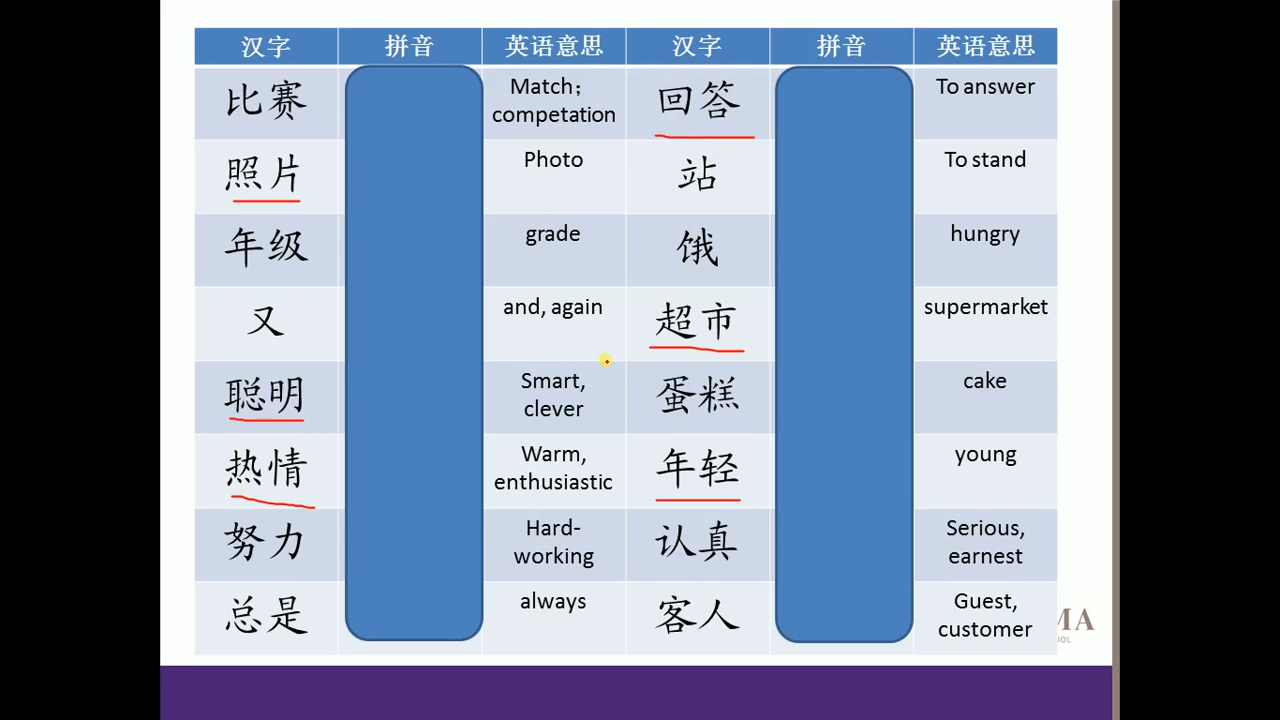 汉字 拼音 英语意思 汉字 拼音 英语意思
比赛 Match; competation 回答 To answer
照片 Photo 站 To stand
年级 grade 饿 hungry
又 and, again 超市 supermarket
聪明 Smart, clever 蛋糕 cake
热情 Warm, enthusiastic 年轻 young
努力 Hard-working 认真 Serious, earnest
总是 always 客人 Guest, customer